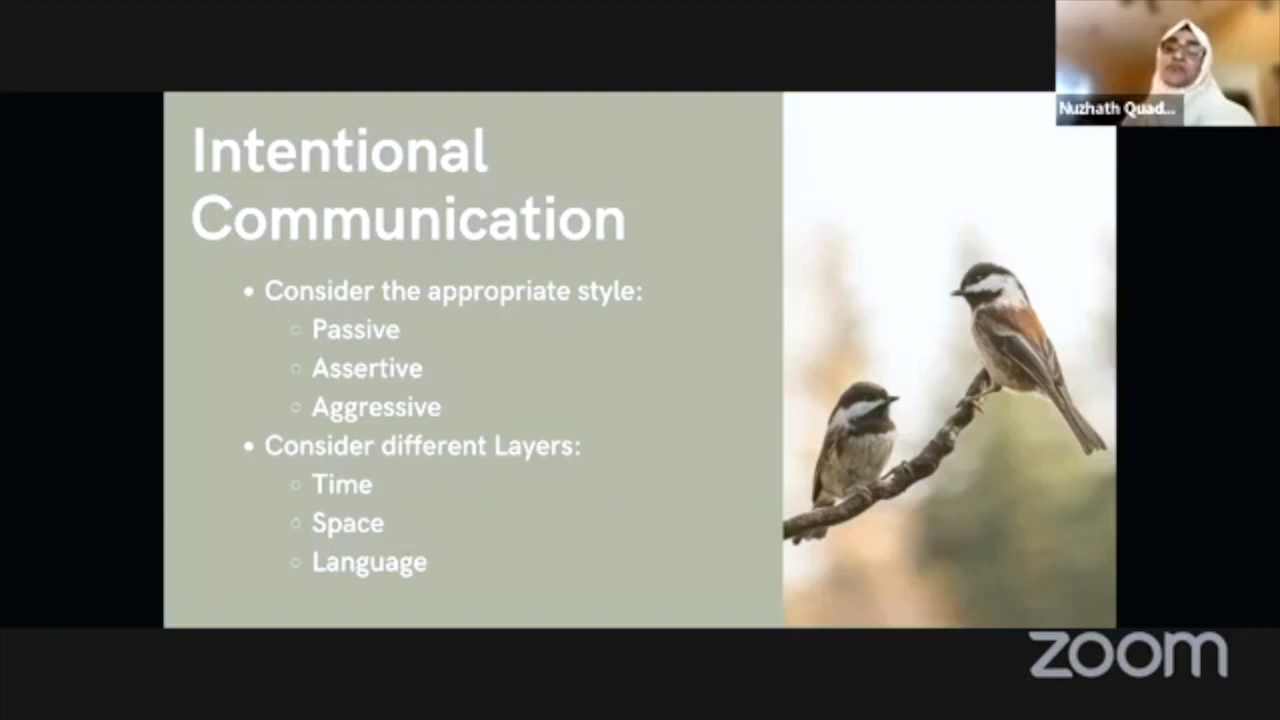 Nuzhath Quad...
Intentional
Communication
• Consider the appropriate style:
○ Passive
○ Assertive
○ Aggressive
• Consider different Layers:
○ Time
○ Space
○ Language
zoom